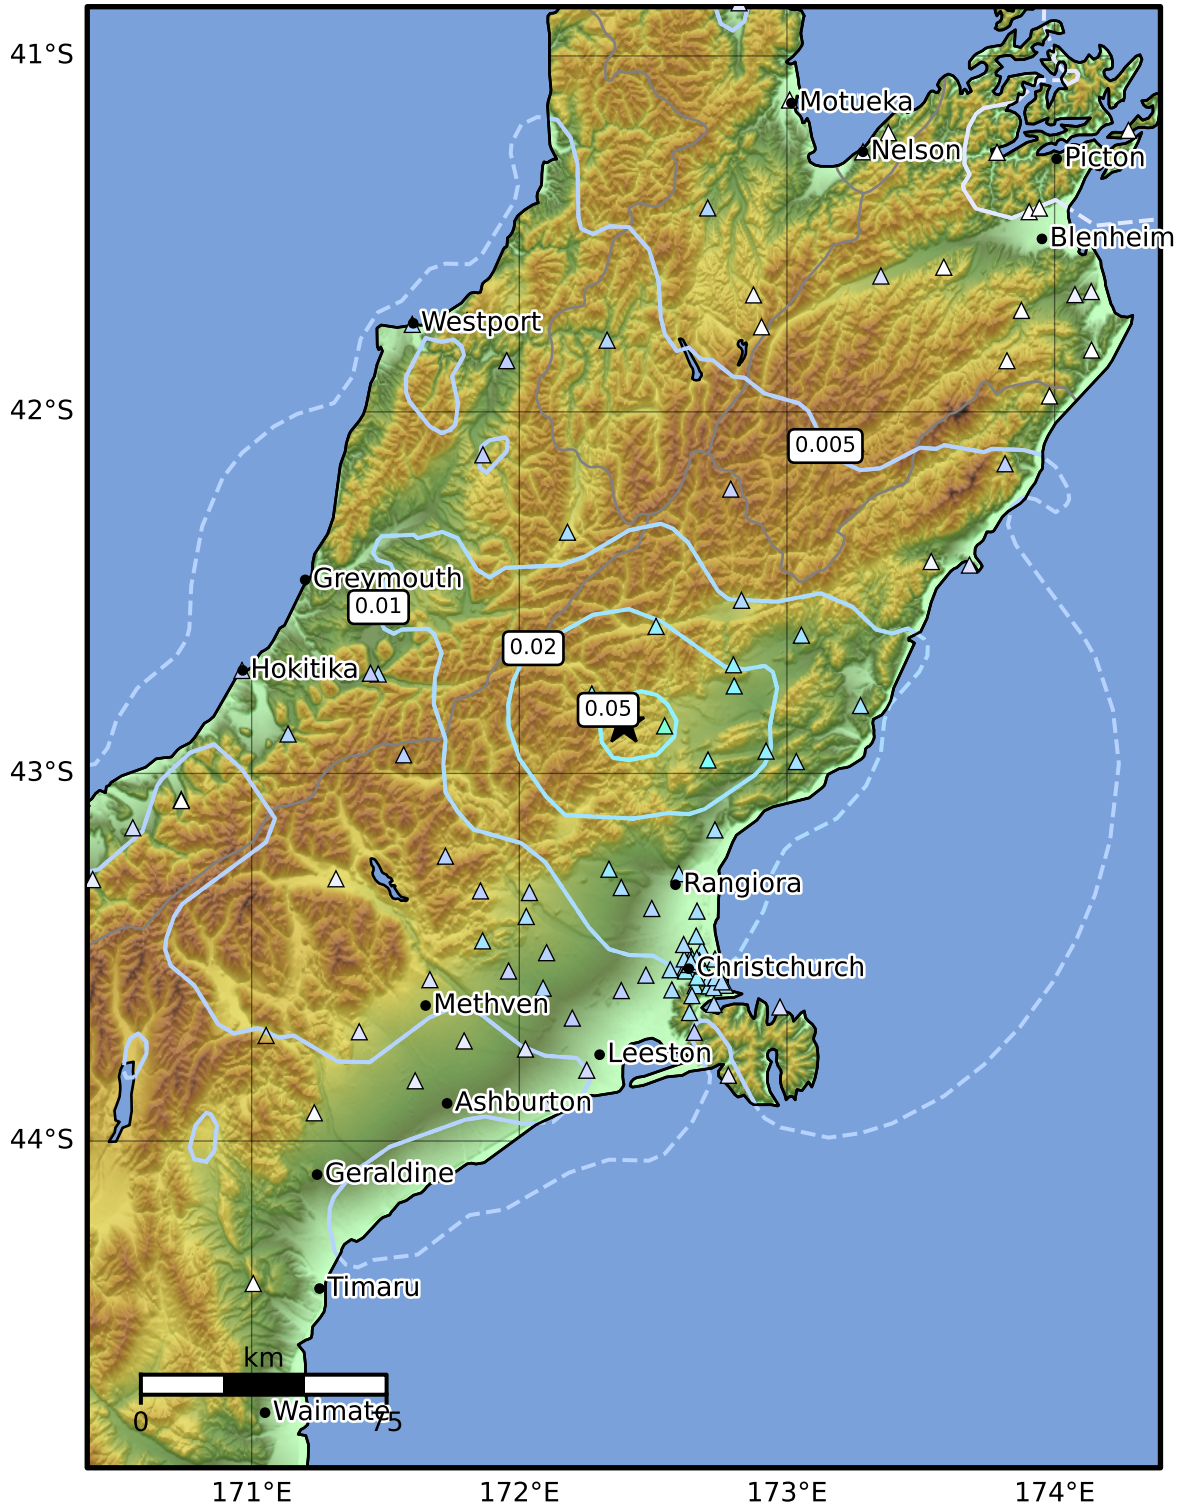 41°S
Motueka
Nelson
Picton
Blenheim
Westport
42°S
0.005
Greymouth
0.01
0.02
Hokitika
0.05
43°S
Rangiora
Christchurch
Methven
Leeston
Ashburton
44°S
Geraldine
Timaru
km
Waimate
0 75
171°E 172°E 173°E 174°E